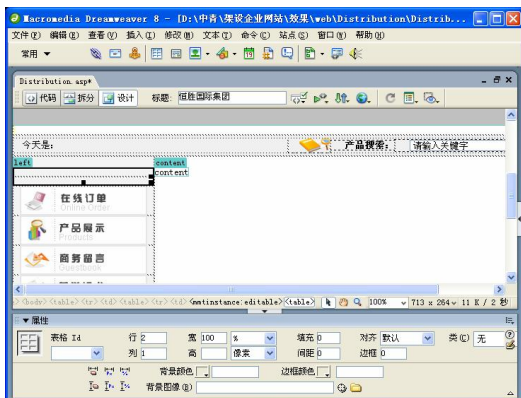 Macromedia Dreamweaver 8 - [D:\中青\架设企业网站\效果\web\Distribution\Distrib...
文件(F) 编辑(E) 查看(V) 插入(I) 修改(M) 文本(T) 命令(C) 站点(S) 窗口(W) 帮助(H)
常用
Distribution.asp*
代码 拆分 设计 标题: 恒胜国际集团
今天是: 产品搜索: 请输入关键字
left content
content
在线订单
Online Order
产品展示
Products
商务留言
Guestbook
<body> <table> <tr> <td> <table> <tr> <td> <mmtinstance:editable> <table> 100% 713 x 264 11 K / 2 秒
属性
表格 Id 行 2 宽 100 % 填充 0 对齐 默认 类(C) 无
列 1 高 像素 间距 0 边框 0
背景颜色 边框颜色
背景图像(B)